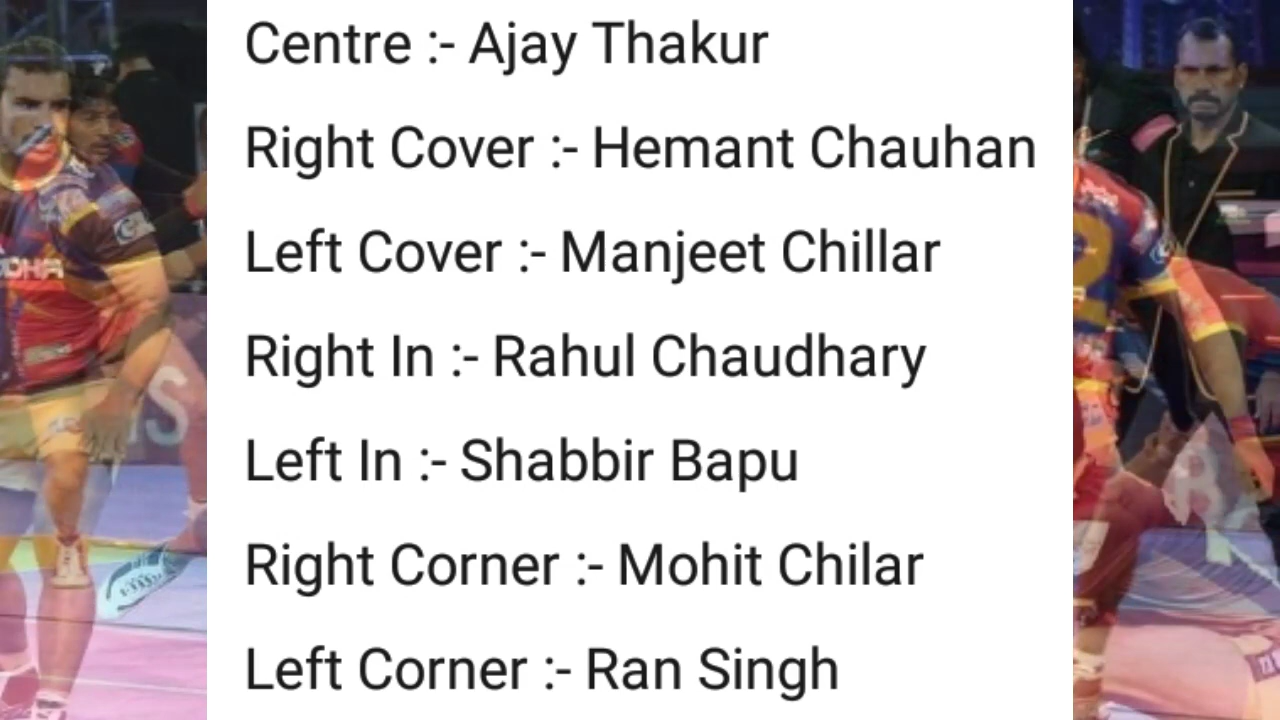 Centre :- Ajay Thakur
Right Cover :- Hemant Chauhan
Left Cover :- Manjeet Chillar
Right In :- Rahul Chaudhary
Left In :- Shabbir Bapu
Right Corner :- Mohit Chilar
Left Corner :- Ran Singh